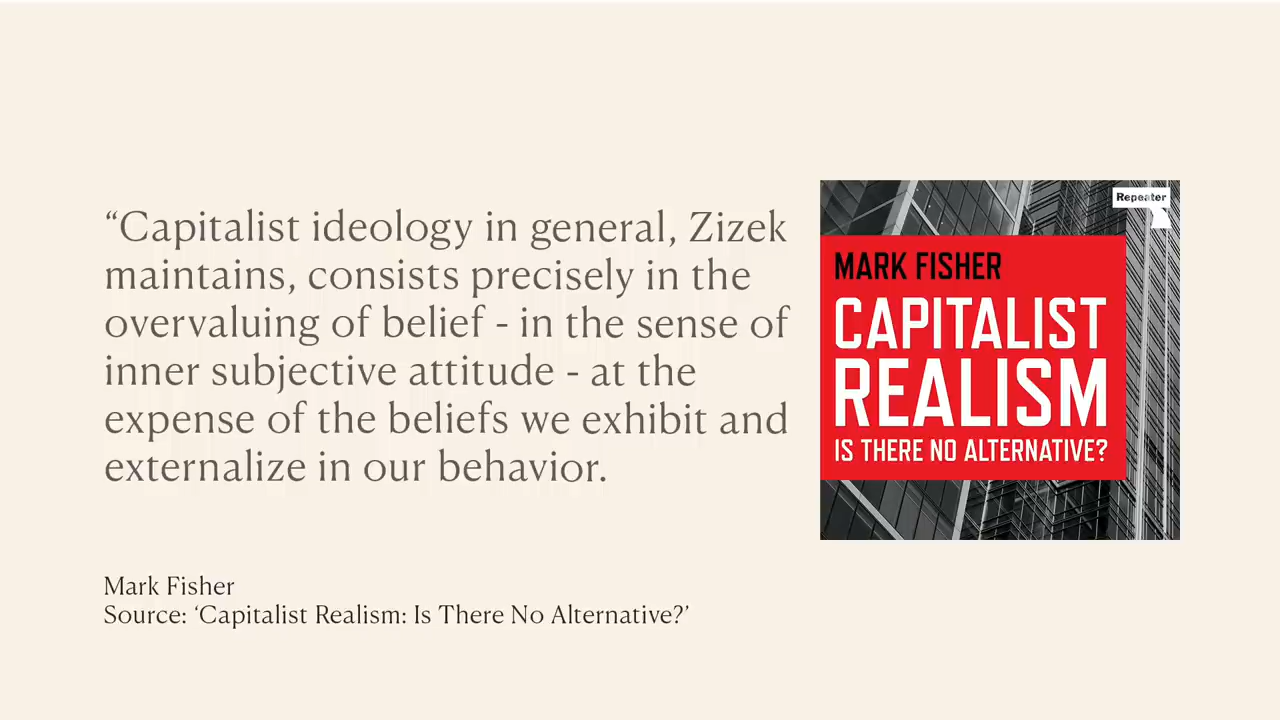 “Capitalist ideology in general, Zizek
maintains, consists precisely in the
overvaluing of belief - in the sense of
inner subjective attitude - at the
expense of the beliefs we exhibit and
externalize in our behavior.
Mark Fisher
Source: ‘Capitalist Realism: Is There No Alternative?’
Repeater
MARK FISHER
CAPITALIST
REALISM
IS THERE NO ALTERNATIVE?